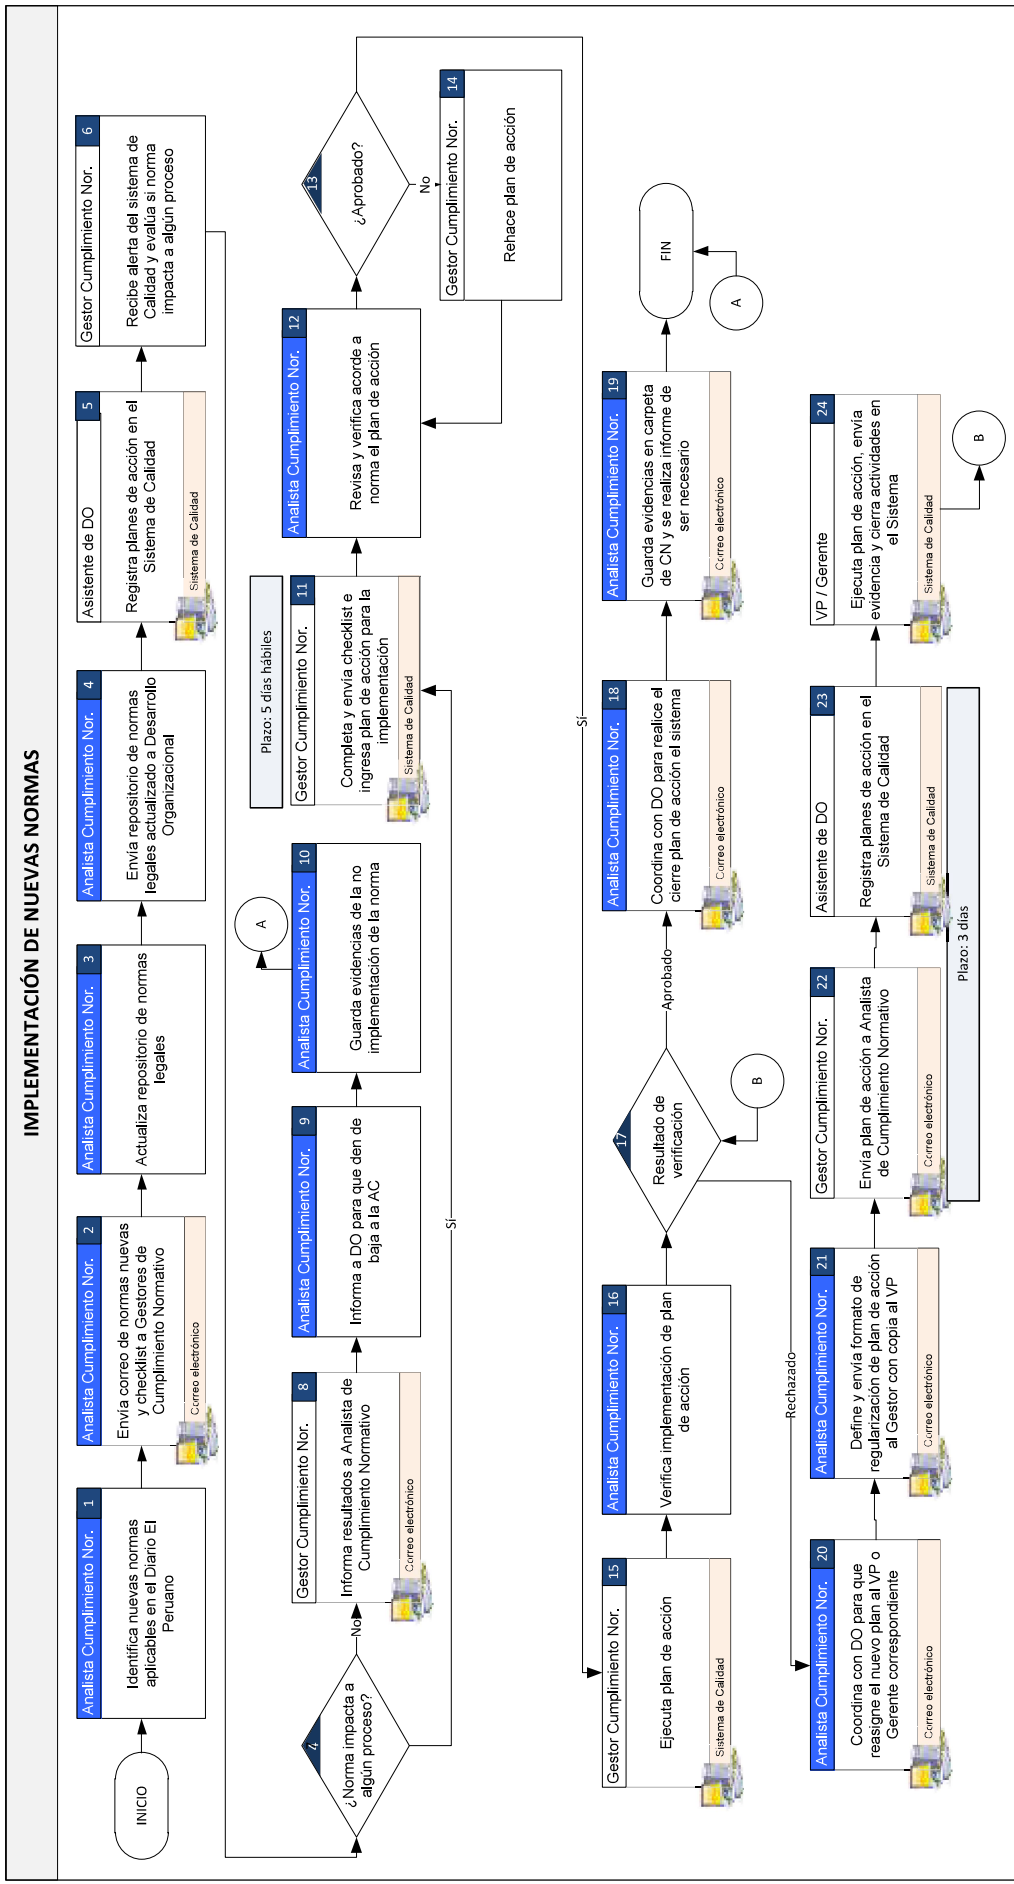 IMPLEMENTACIÓN DE NUEVAS NORMAS
INICIO
Analista Cumplimiento Nor.
1
Identifica nuevas normas
aplicables en el Diario El
Peruano
Analista Cumplimiento Nor.
2
Envía correo de normas nuevas
y checklist a Gestores de
Cumplimiento Normativo
Correo electrónico
Analista Cumplimiento Nor.
3
Actualiza repositorio de normas
legales
Analista Cumplimiento Nor.
4
Envía repositorio de normas
legales actualizado a Desarrollo
Organizacional
Asistente de DO
5
Registra planes de acción en el
Sistema de Calidad
Sistema de Calidad
Gestor Cumplimiento Nor.
6
Recibe alerta del sistema de
Calidad y evalúa si norma
impacta a algún proceso
4
¿Norma impacta a
algún proceso?
No
Sí
Gestor Cumplimiento Nor.
8
Informa resultados a Analista de
Cumplimiento Normativo
Correo electrónico
Analista Cumplimiento Nor.
9
Informa a DO para que den de
baja a la AC
Analista Cumplimiento Nor.
10
Guarda evidencias de la no
implementación de la norma
A
Plazo: 5 días hábiles
Gestor Cumplimiento Nor.
11
Completa y envía checklist e
ingresa plan de acción para la
implementación
Sistema de Calidad
Analista Cumplimiento Nor.
12
Revisa y verifica acorde a
norma el plan de acción
13
¿Aprobado?
No
Sí
Gestor Cumplimiento Nor.
14
Rehace plan de acción
Gestor Cumplimiento Nor.
15
Ejecuta plan de acción
Sistema de Calidad
Analista Cumplimiento Nor.
16
Verifica implementación de plan
de acción
17
Resultado de
verificación
B
Aprobado
Rechazado
Analista Cumplimiento Nor.
18
Coordina con DO para realice el
cierre plan de acción el sistema
Correo electrónico
Analista Cumplimiento Nor.
19
Guarda evidencias en carpeta
de CN y se realiza informe de
ser necesario
Correo electrónico
FIN
A
Analista Cumplimiento Nor.
20
Coordina con DO para que
reasigne el nuevo plan al VP o
Gerente correspondiente
Correo electrónico
Analista Cumplimiento Nor.
21
Define y envía formato de
regularización de plan de acción
al Gestor con copia al VP
Correo electrónico
Gestor Cumplimiento Nor.
22
Envía plan de acción a Analista
de Cumplimiento Normativo
Correo electrónico
Asistente de DO
23
Registra planes de acción en el
Sistema de Calidad
Sistema de Calidad
Plazo: 3 días
VP / Gerente
24
Ejecuta plan de acción, envía
evidencia y cierra actividades en
el Sistema
Sistema de Calidad
B